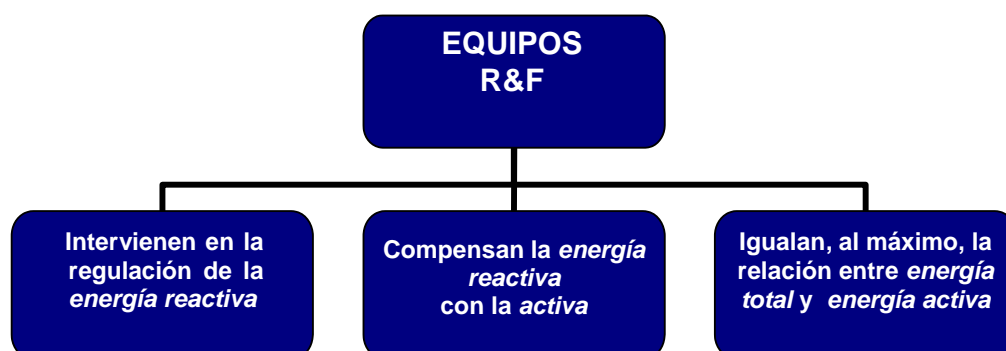 EQUIPOS
R&F
Intervienen en la
regulación de la
energía reactiva
Compensan la energía
reactiva
con la activa
Igualan, al máximo, la
relación entre energía
total y energía activa